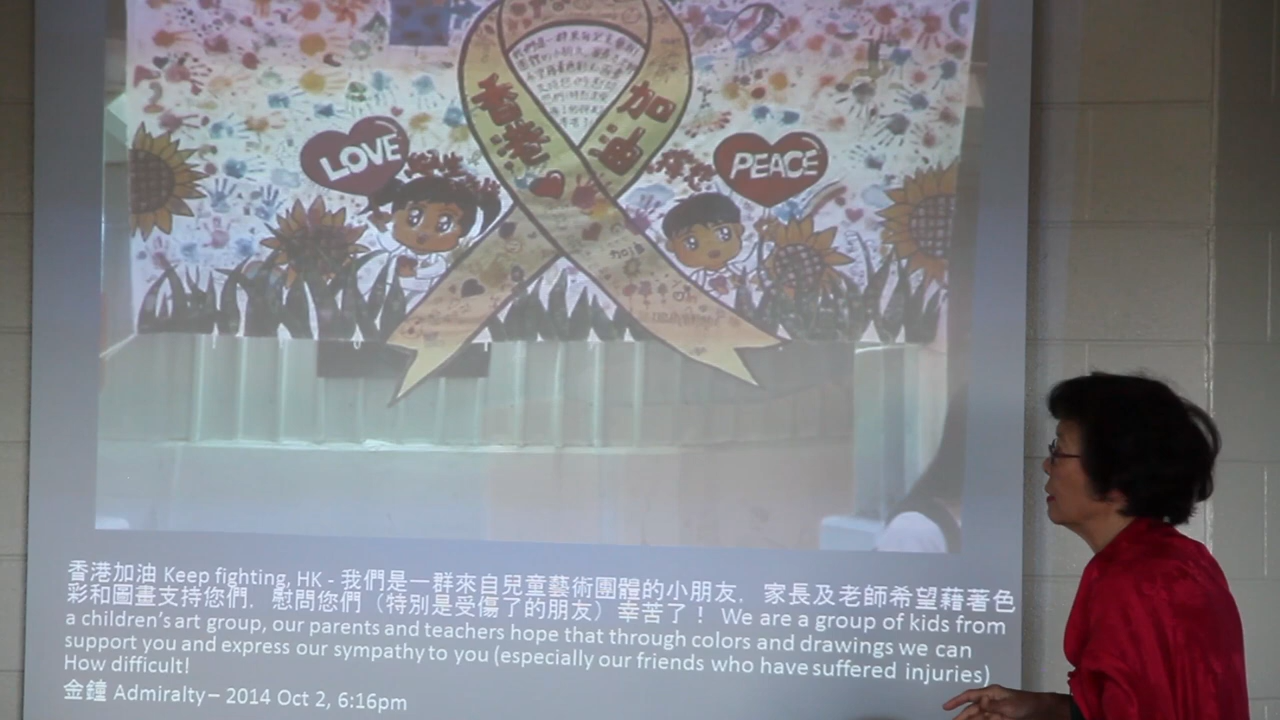 LOVE
香港
加油
PEACE
香港加油 Keep fighting, HK - 我們是一群來自兒童藝術團體的小朋友．家長及老師希望藉著色
彩和圖畫支持您們．慰問您們（特別是受傷了的朋友）辛苦了！ We are a group of kids from
a children's art group, our parents and teachers hope that through colors and drawings we can
support you and express our sympathy to you (especially our friends who have suffered injuries)
How difficult!
金鐘 Admiralty – 2014 Oct 2, 6:16pm